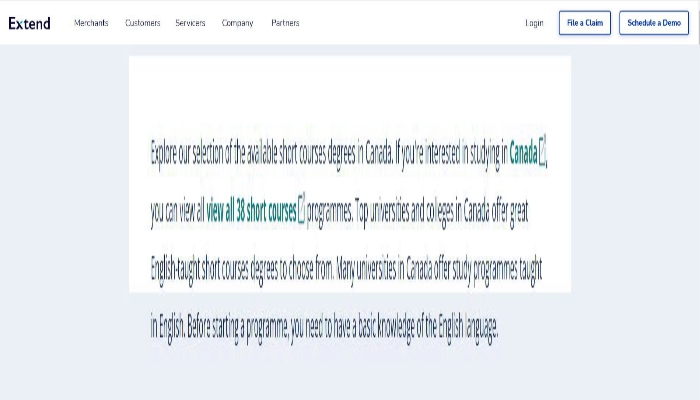 Extend
Merchants Customers Servicers Company Partners Login File a Claim Schedule a Demo
Explore our selection of the available short courses degrees in Canada. If you're interested in studying in Canada,
you can view all view all 38 short courses programmes. Top universities and colleges in Canada offer great
English-taught short courses degrees to choose from. Many universities in Canada offer study programmes taught
in English. Before starting a programme, you need to have a basic knowledge of the English language.